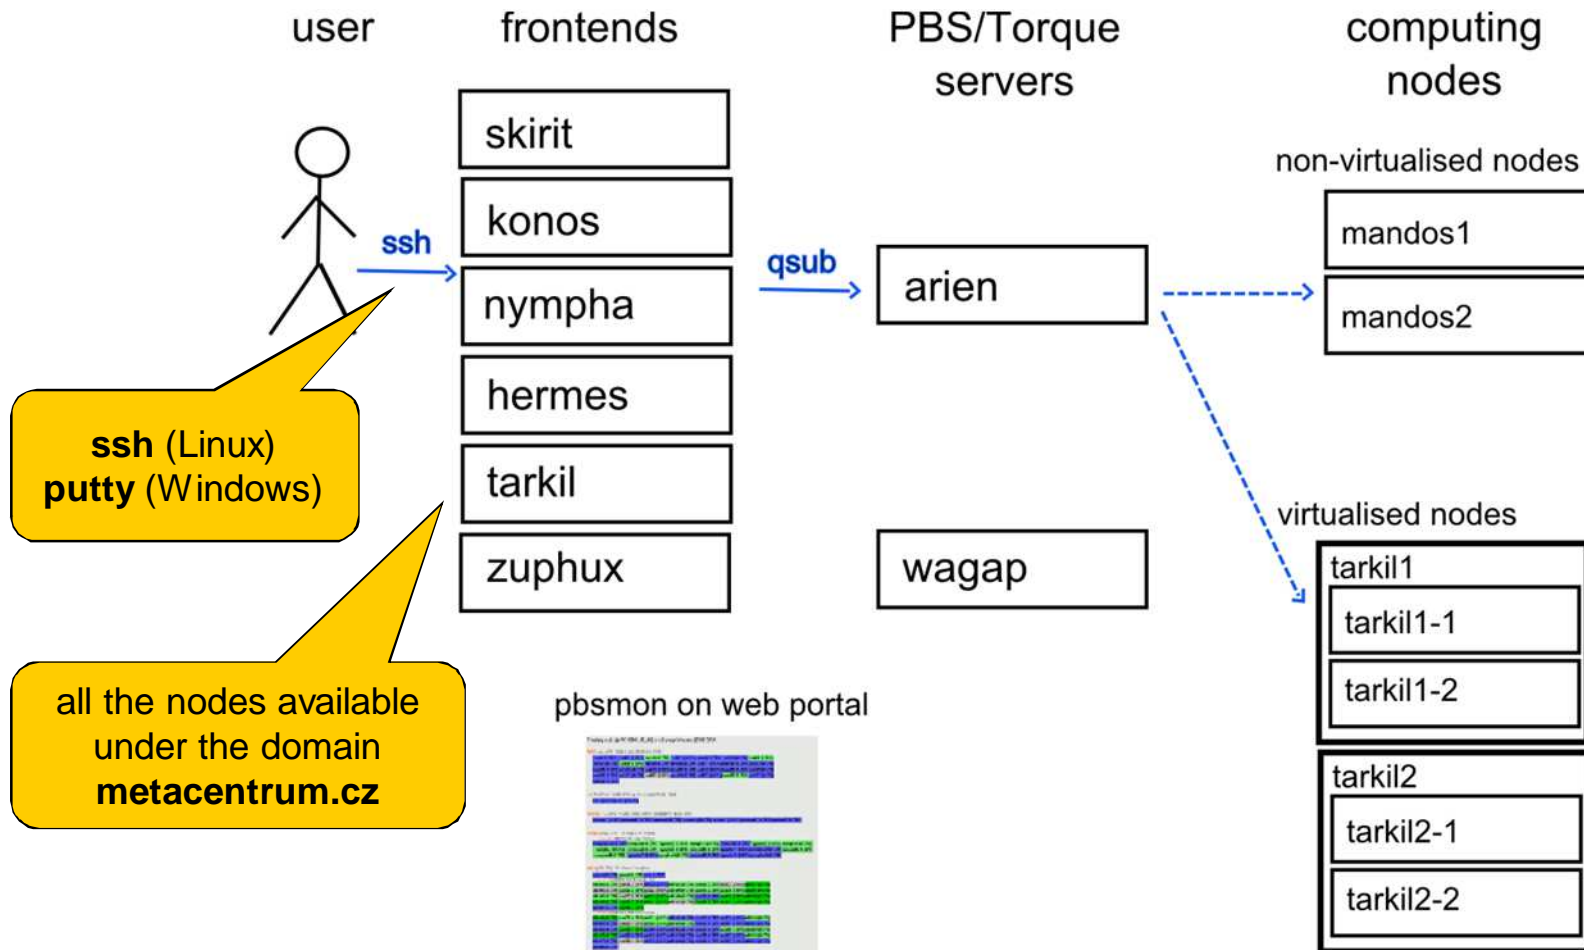 user
frontends
PBS/Torque
servers
computing
nodes
skirit
konos
nympha
hermes
tarkil
zuphux
ssh
qsub
arien
wagap
non-virtualised nodes
mandos1
mandos2
virtualised nodes
tarkil1
tarkil1-1
tarkil1-2
tarkil2
tarkil2-1
tarkil2-2
ssh (Linux)
putty (Windows)
all the nodes available
under the domain
metacentrum.cz
pbsmon on web portal